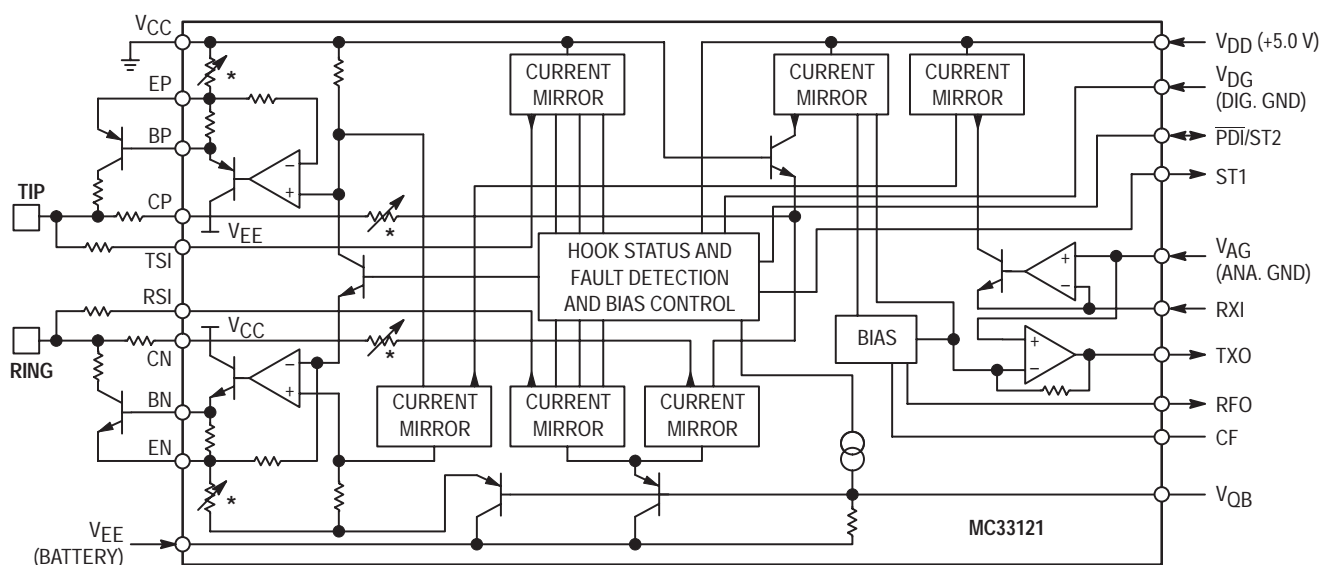 VCC
EP
BP
TIP
CP
VEE
TSI
RSI
VCC
CN
RING
BN
EN
VEE
(BATTERY)
*
*
*
*
CURRENT
MIRROR
CURRENT
MIRROR
CURRENT
MIRROR
HOOK STATUS AND
FAULT DETECTION
AND BIAS CONTROL
BIAS
CURRENT
MIRROR
CURRENT
MIRROR
CURRENT
MIRROR
−
+
−
+
+
−
+
−
MC33121
VDD (+5.0 V)
VDG
(DIG. GND)
PDI/ST2
ST1
VAG
(ANA. GND)
RXI
TXO
RFO
CF
VQB